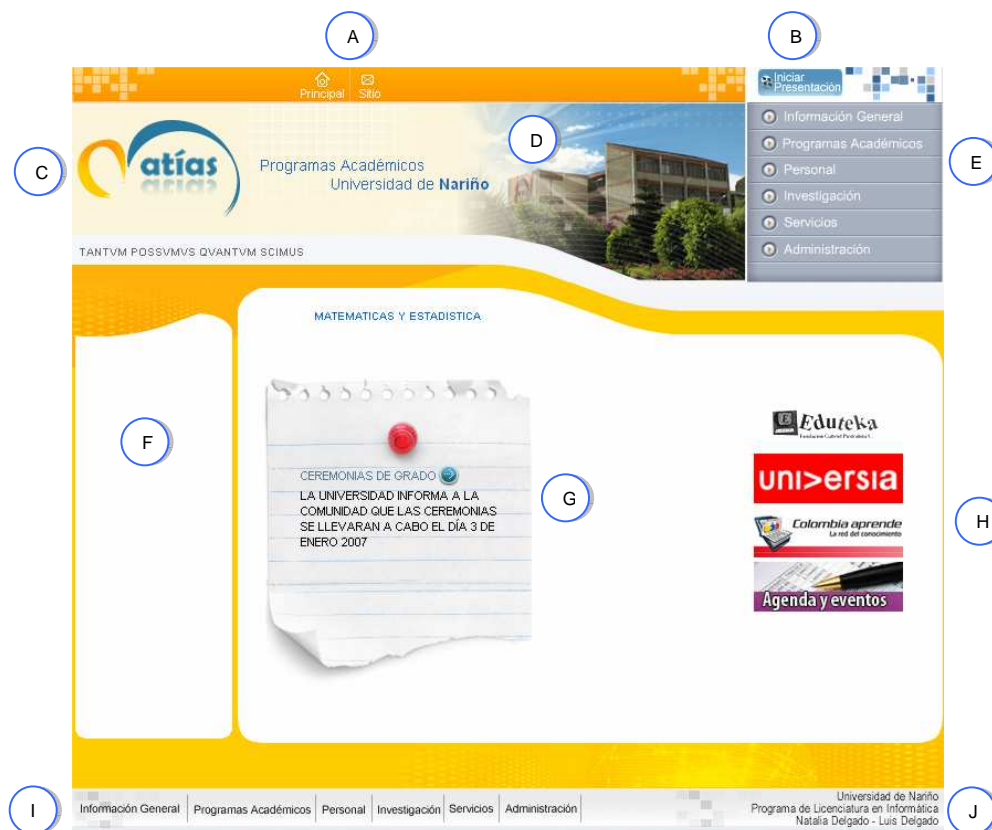 A
B
Principal
Sitio
Iniciar
Presentación
Información General
Programas Académicos
Personal
Investigación
Servicios
Administración
C
D
E
atías
Programas Académicos
Universidad de Nariño
TANTVM POSSVMVS QVANTVM SCIMUS
MATEMATICAS Y ESTADISTICA
F
CEREMONIAS DE GRADO
LA UNIVERSIDAD INFORMA A LA
COMUNIDAD QUE LAS CEREMONIAS
SE LLEVARAN A CABO EL DÍA 3 DE
ENERO 2007
G
Eduteka
uni>ersia
Colombia aprende
La red del conocimiento
Agenda y eventos
H
I
Información General
Programas Académicos
Personal
Investigación
Servicios
Administración
Universidad de Nariño
Programa de Licenciatura en Informática
Natalia Delgado - Luis Delgado
J